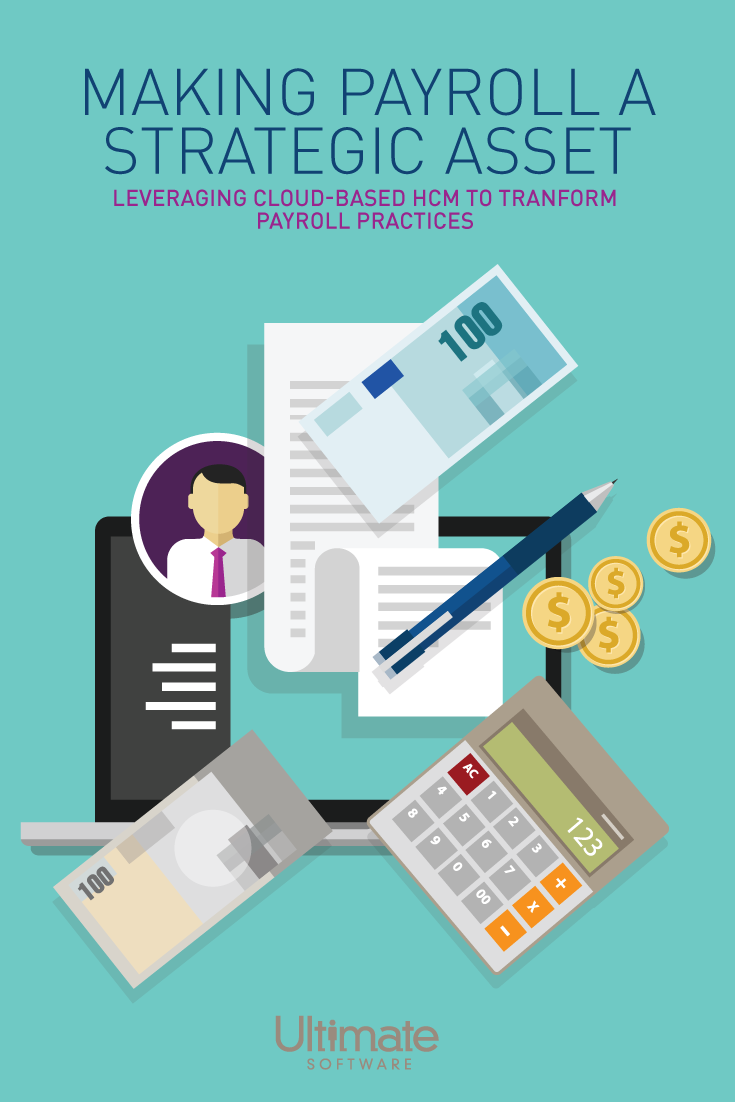 MAKING PAYROLL A
STRATEGIC ASSET
LEVERAGING CLOUD-BASED HCM TO TRANFORM
PAYROLL PRACTICES
100
$
$
$
$
AC
1
2
3
4
5
6
7
8
9
0
00
+
X
-
123
100
Ultimate
SOFTWARE